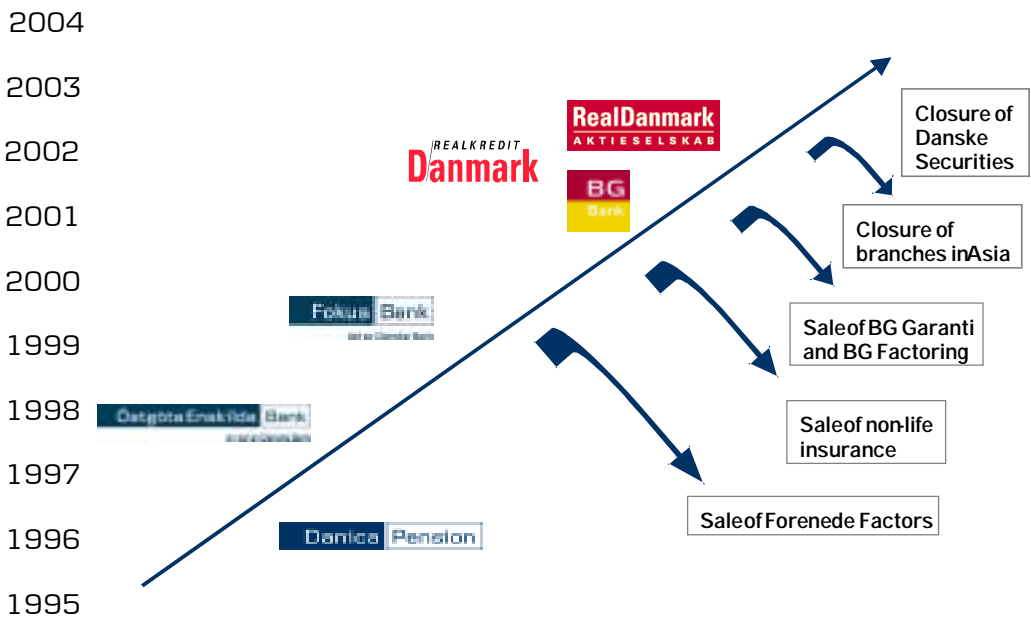 2004
2003
2002
2001
2000
1999
1998
1997
1996
1995
RealDanmark
AKTIESELSKAB
REALKREDIT
Danmark
BG
Bank
Fokus Bank
Östgöta Enskilda Bank
Danica Pension
Closure of
Danske
Securities
Closure of
branches inAsia
Saleof BG Garanti
and BG Factoring
Saleof non-life
insurance
Saleof Forenede Factors